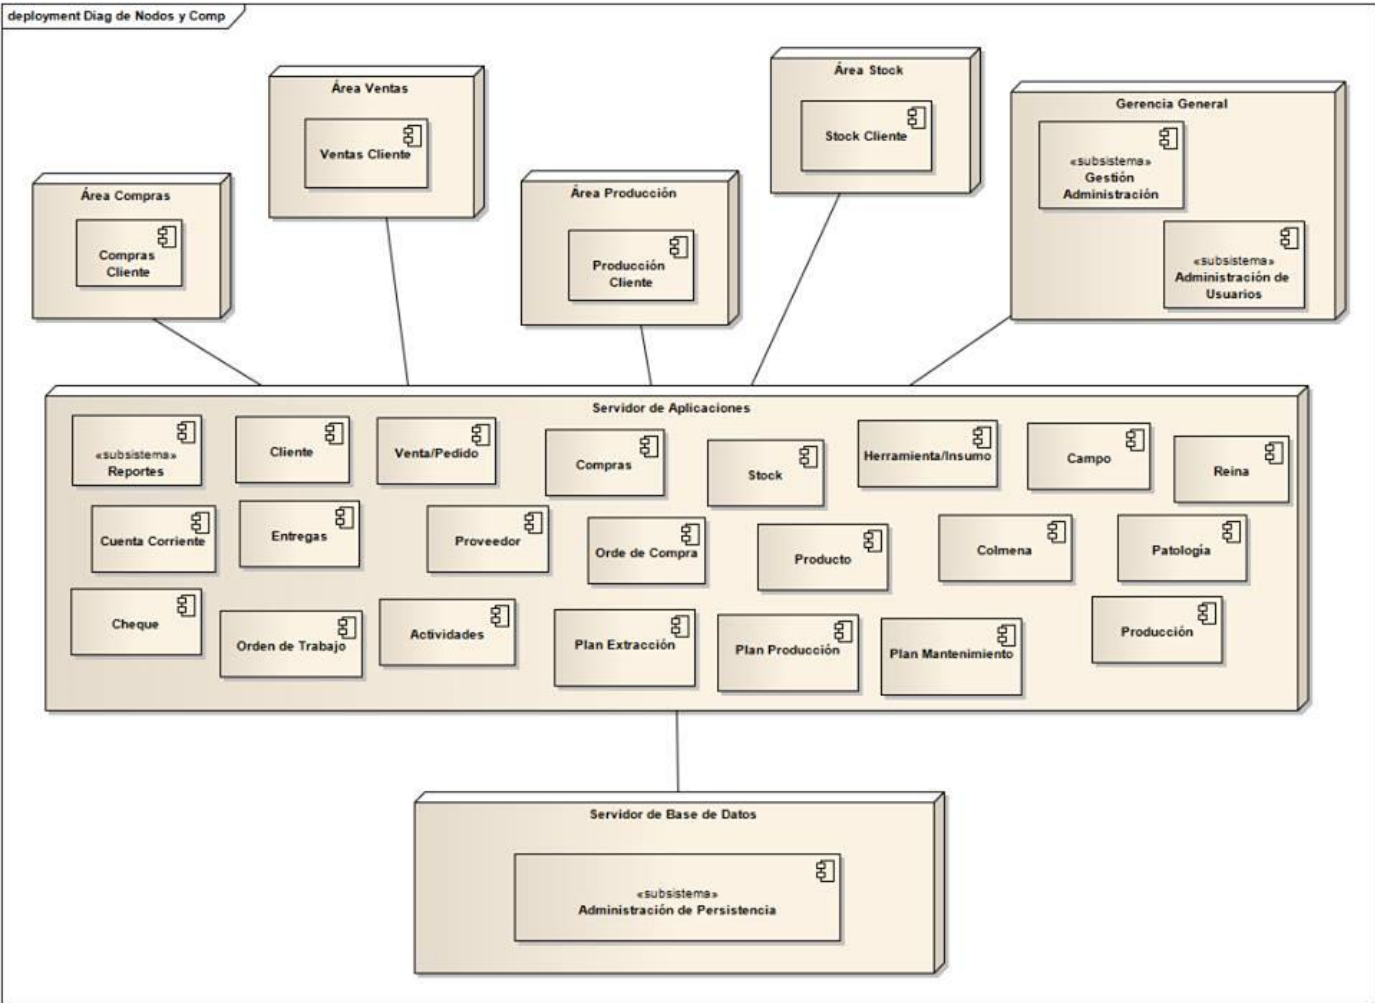 deployment Diag de Nodos y Comp
Área Compras
Compras
Cliente
Área Ventas
Ventas Cliente
Área Producción
Producción
Cliente
Área Stock
Stock Cliente
Gerencia General
«subsistema»
Gestión
Administración
«subsistema»
Administración de
Usuarios
Servidor de Aplicaciones
«subsistema»
Reportes
Cliente
Venta/Pedido
Compras
Stock
Herramienta/Insumo
Campo
Reina
Cuenta Corriente
Entregas
Proveedor
Orde de Compra
Producto
Colmena
Patología
Cheque
Orden de Trabajo
Actividades
Plan Extracción
Plan Producción
Plan Mantenimiento
Producción
Servidor de Base de Datos
«subsistema»
Administración de Persistencia